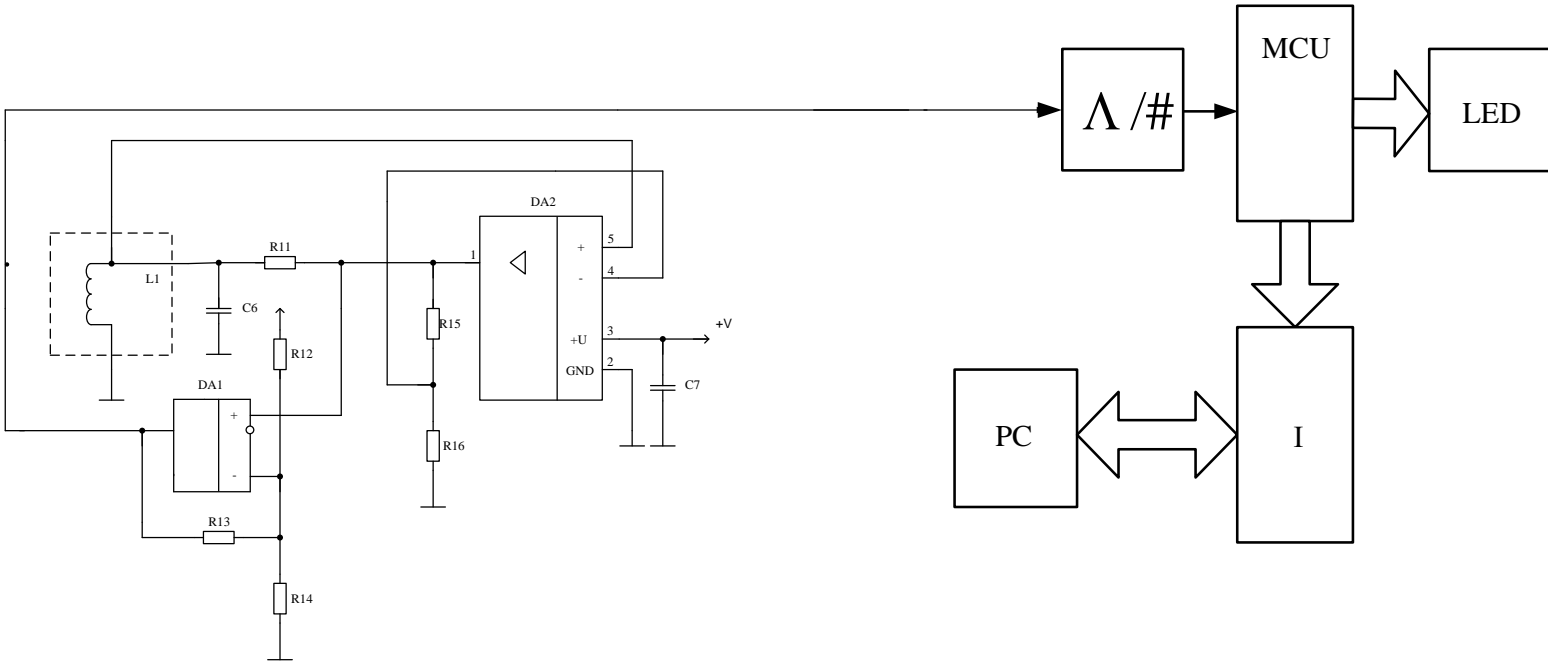 MCU
Λ /#
LED
DA2
R11
1
+
5
-
4
L1
C6
R15
+V
R12
+U
3
GND
2
DA1
C7
+
R16
PC
I
-
R13
R14